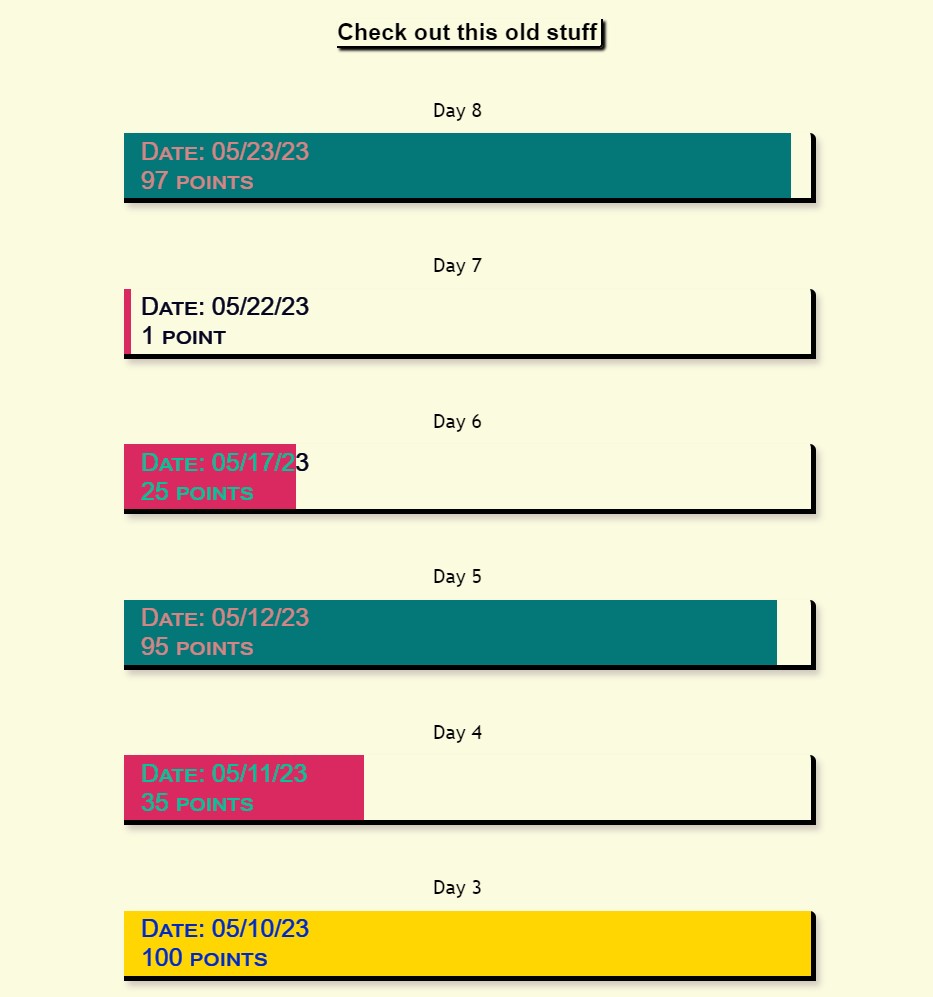 Check out this old stuff
Day 8
Date: 05/23/23
97 points
Day 7
Date: 05/22/23
1 point
Day 6
Date: 05/17/23
25 points
Day 5
Date: 05/12/23
95 points
Day 4
Date: 05/11/23
35 points
Day 3
Date: 05/10/23
100 points